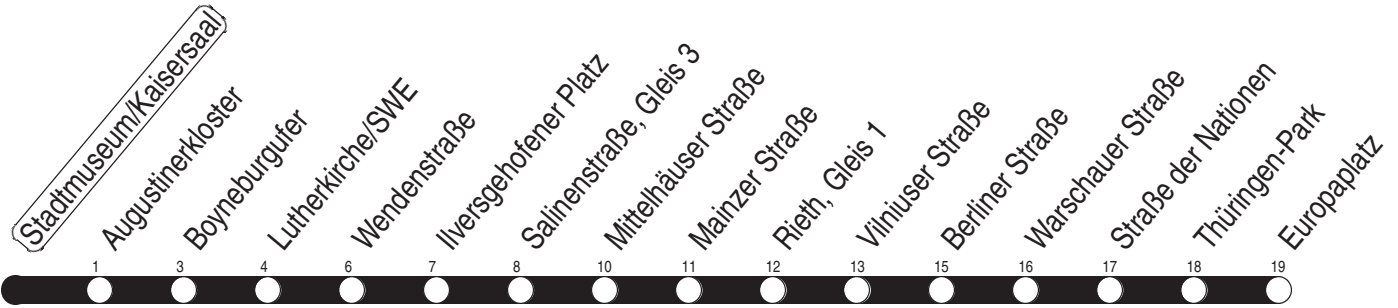 Stadtmuseum/Kaisersaal
Augustinerkloster
Boyneburgufer
Lutherkirche/SWE
Wendenstraße
Ilversgehofener Platz
Salinenstraße, Gleis 3
Mittelhäuser Straße
Mainzer Straße
Rieth, Gleis 1
Vilniuser Straße
Berliner Straße
Warschauer Straße
Straße der Nationen
Thüringen-Park
Europaplatz
1 3 4 6 7 8 10 11 12 13 15 16 17 18 19